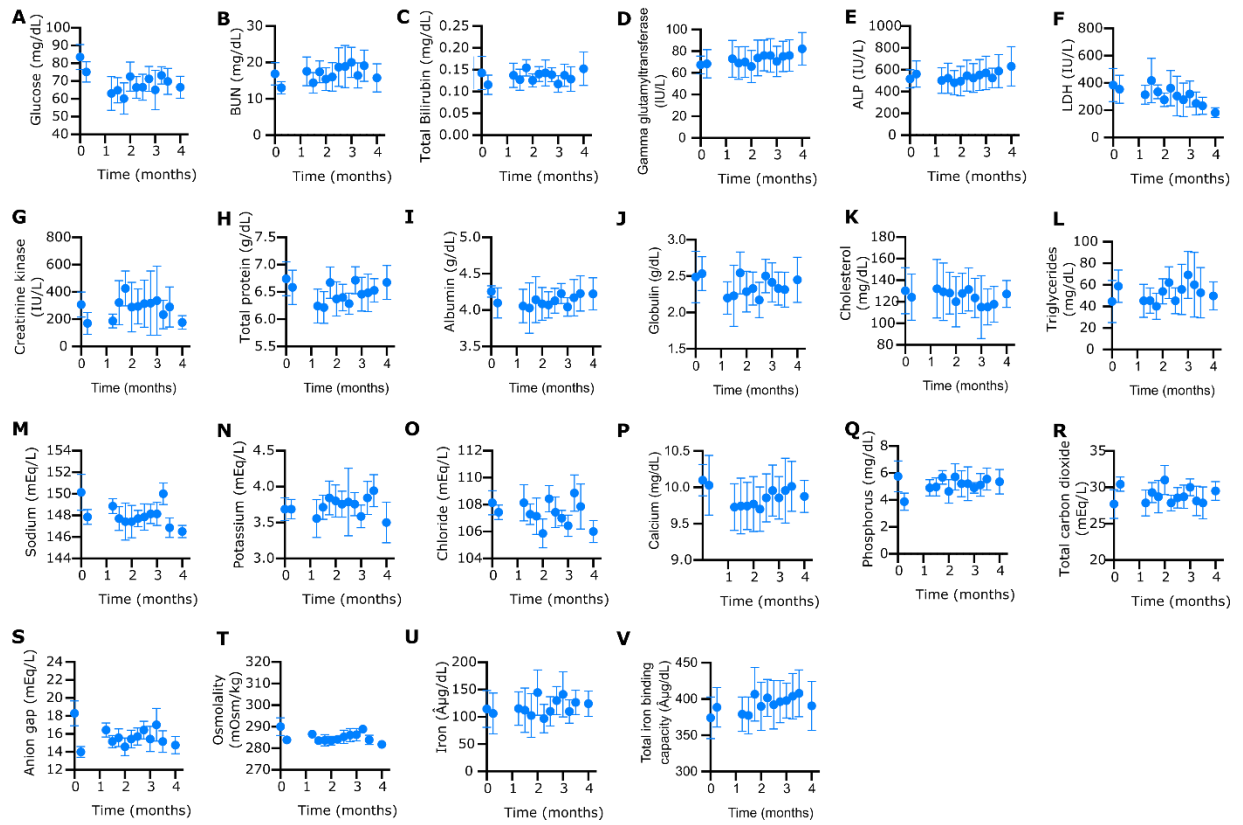 A
Glucose (mg/dL)
100
90
80
70
60
50
40
0 1 2 3 4
Time (months)
B
BUN (mg/dL)
30
20
10
0
0 1 2 3 4
Time (months)
C
Total Bilirubin (mg/dL)
0.25
0.20
0.15
0.10
0.05
0.00
0 1 2 3 4
Time (months)
D
Gamma glutamyltransferase
(IU/L)
100
80
60
40
20
0
0 1 2 3 4
Time (months)
E
ALP (IU/L)
1000
800
600
400
200
0
0 1 2 3 4
Time (months)
F
LDH (IU/L)
800
600
400
200
0
0 1 2 3 4
Time (months)
G
Creatinine kinase
(IU/L)
800
600
400
200
0
0 1 2 3 4
Time (months)
H
Total protein (g/dL)
7.5
7.0
6.5
6.0
5.5
0 1 2 3 4
Time (months)
I
Albumin (g/dL)
5.0
4.5
4.0
3.5
0 1 2 3 4
Time (months)
J
Globulin (g/dL)
3.0
2.5
2.0
1.5
0 1 2 3 4
Time (months)
K
Cholesterol
(mg/dL)
180
160
140
120
100
80
0 1 2 3 4
Time (months)
L
Triglycerides
(mg/dL)
100
80
60
40
20
0
0 1 2 3 4
Time (months)
M
Sodium (mEq/L)
154
152
150
148
146
144
0 1 2 3 4
Time (months)
N
Potassium (mEq/L)
4.5
4.0
3.5
3.0
0 1 2 3 4
Time (months)
O
Chloride (mEq/L)
112
110
108
106
104
0 1 2 3 4
Time (months)
P
Calcium (mg/dL)
10.5
10.0
9.5
9.0
1 2 3 4
Time (months)
Q
Phosphorus (mg/dL)
8
6
4
2
0
0 1 2 3 4
Time (months)
R
Total carbon dioxide
(mEq/L)
35
30
25
20
0 1 2 3 4
Time (months)
S
Anion gap (mEq/L)
24
22
20
18
16
14
12
0 1 2 3 4
Time (months)
T
Osmolality
(mOsm/kg)
320
310
300
290
280
270
0 1 2 3 4
Time (months)
U
Iron (Âµg/dL)
200
150
100
50
0
0 1 2 3 4
Time (months)
V
Total iron binding
capacity (Âµg/dL)
450
400
350
300
0 1 2 3 4
Time (months)